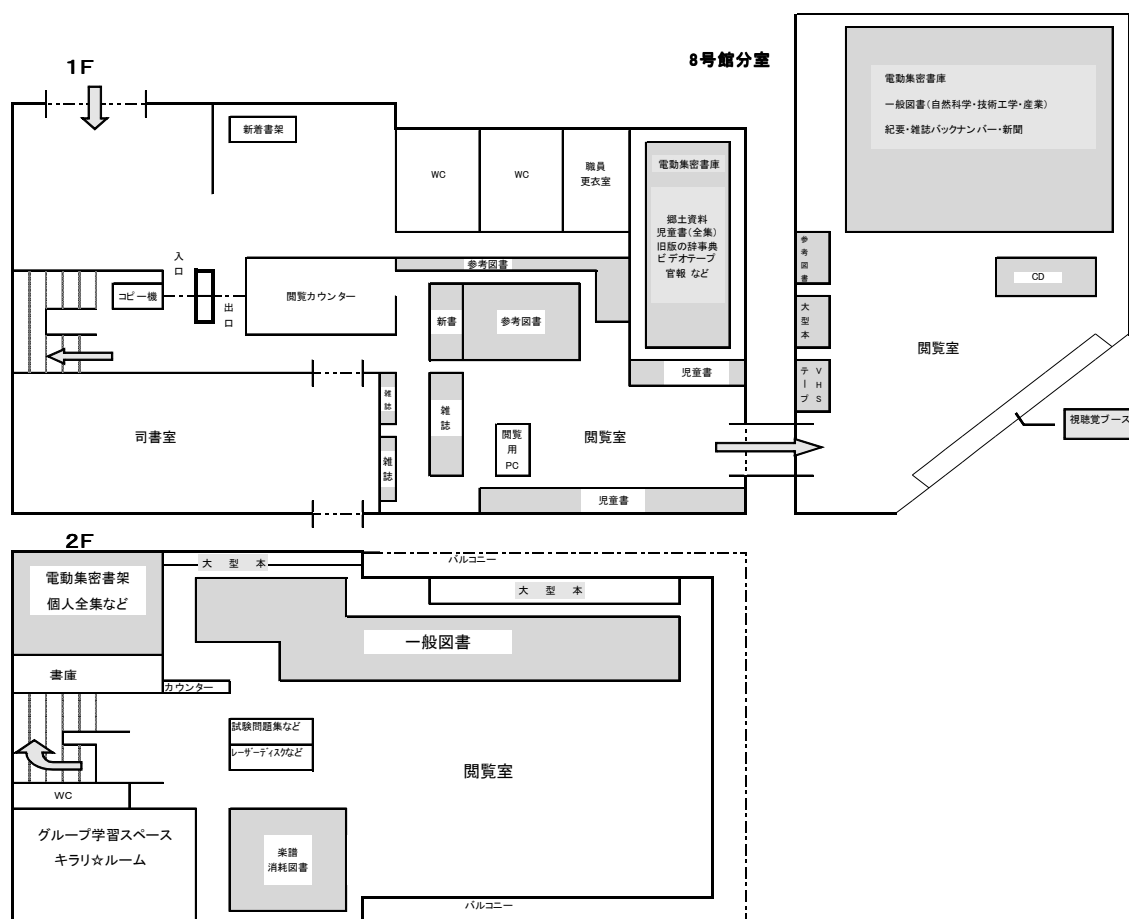 1F
8号館分室
新着書架
WC
WC
職員
更衣室
電動集密書庫
郷土資料
児童書(全集)
旧版の辞事典
ビデオテープ
官報 など
電動集密書庫
一般図書(自然科学・技術工学・産業)
紀要・雑誌バックナンバー・新聞
入口
出口
コピー機
閲覧カウンター
参考図書
新書
参考図書
児童書
雑誌
雑誌
雑誌
閲覧用PC
閲覧室
司書室
児童書
参考図書
大型本
VHS
テープ
CD
閲覧室
視聴覚ブース
2F
電動集密書架
個人全集など
大 型 本
バルコニー
大 型 本
一般図書
書庫
カウンター
試験問題集など
レーザーディスクなど
閲覧室
WC
グループ学習スペース
キラリ☆ルーム
楽譜
消耗図書
バルコニー